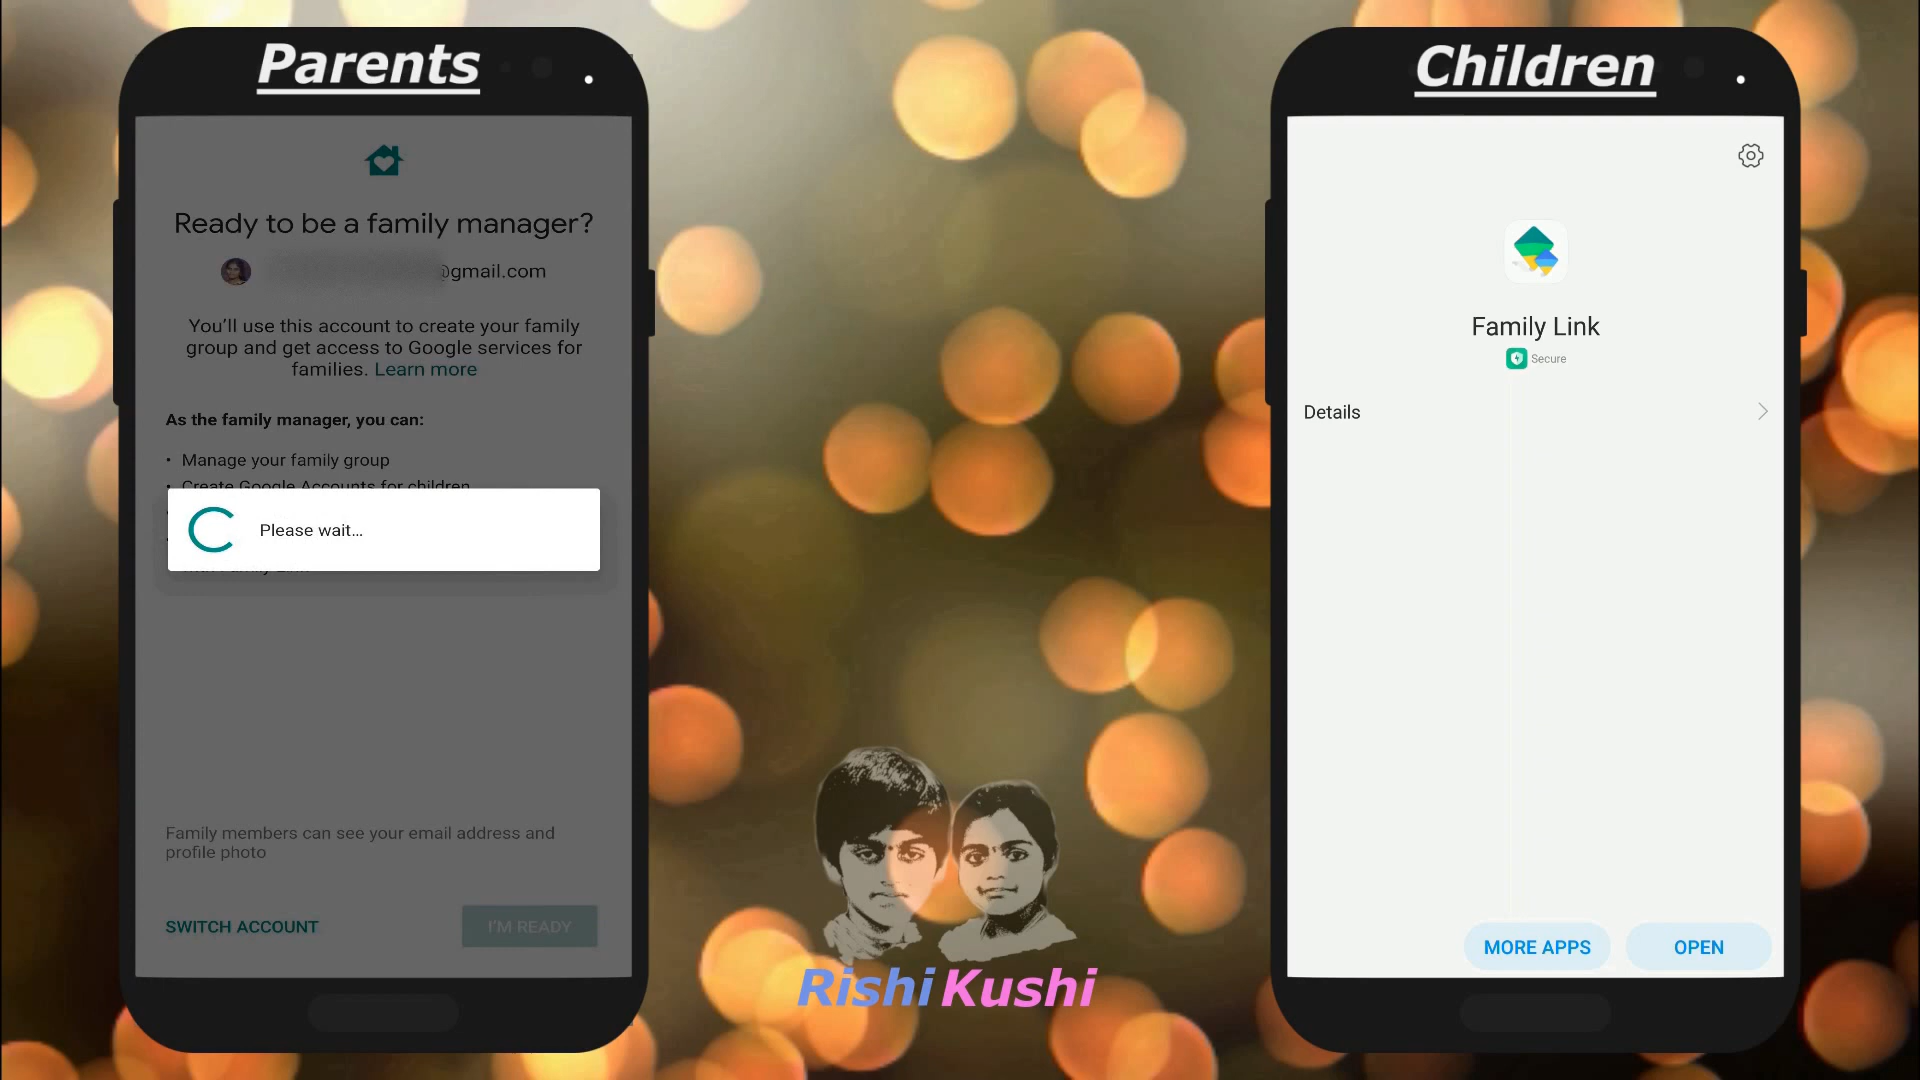 Parents
Ready to be a family manager?
@gmail.com
You'll use this account to create your family
group and get access to Google services for
families. Learn more
As the family manager, you can:
• Manage your family group
• Create Google Accounts for children
Please wait...
Family members can see your email address and
profile photo
SWITCH ACCOUNT
I'M READY
Rishi Kushi
Children
Family Link
Secure
Details
MORE APPS
OPEN